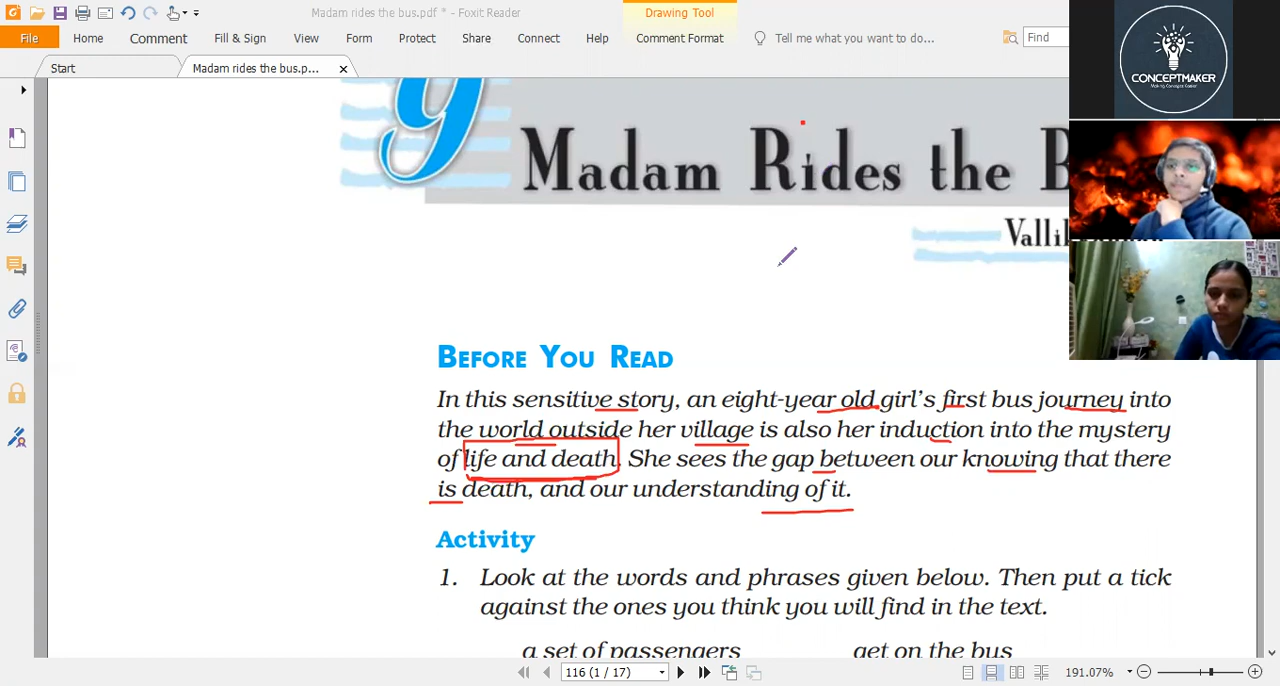 Madam rides the bus.pdf * - Foxit Reader
Drawing Tool
File Home Comment Fill & Sign View Form Protect Share Connect Help Comment Format Tell me what you want to do... Find
Start Madam rides the bus.p... ×
CONCEPTMAKER
Making Concepts Easier
9
Madam Rides the B
BEFORE YOU READ
In this sensitive story, an eight-year old girl's first bus journey into
the world outside her village is also her induction into the mystery
of life and death. She sees the gap between our knowing that there
is death, and our understanding of it.
Activity
1. Look at the words and phrases given below. Then put a tick
against the ones you think you will find in the text.
a set of passengers get on the bus
116 (1 / 17) 191.07%